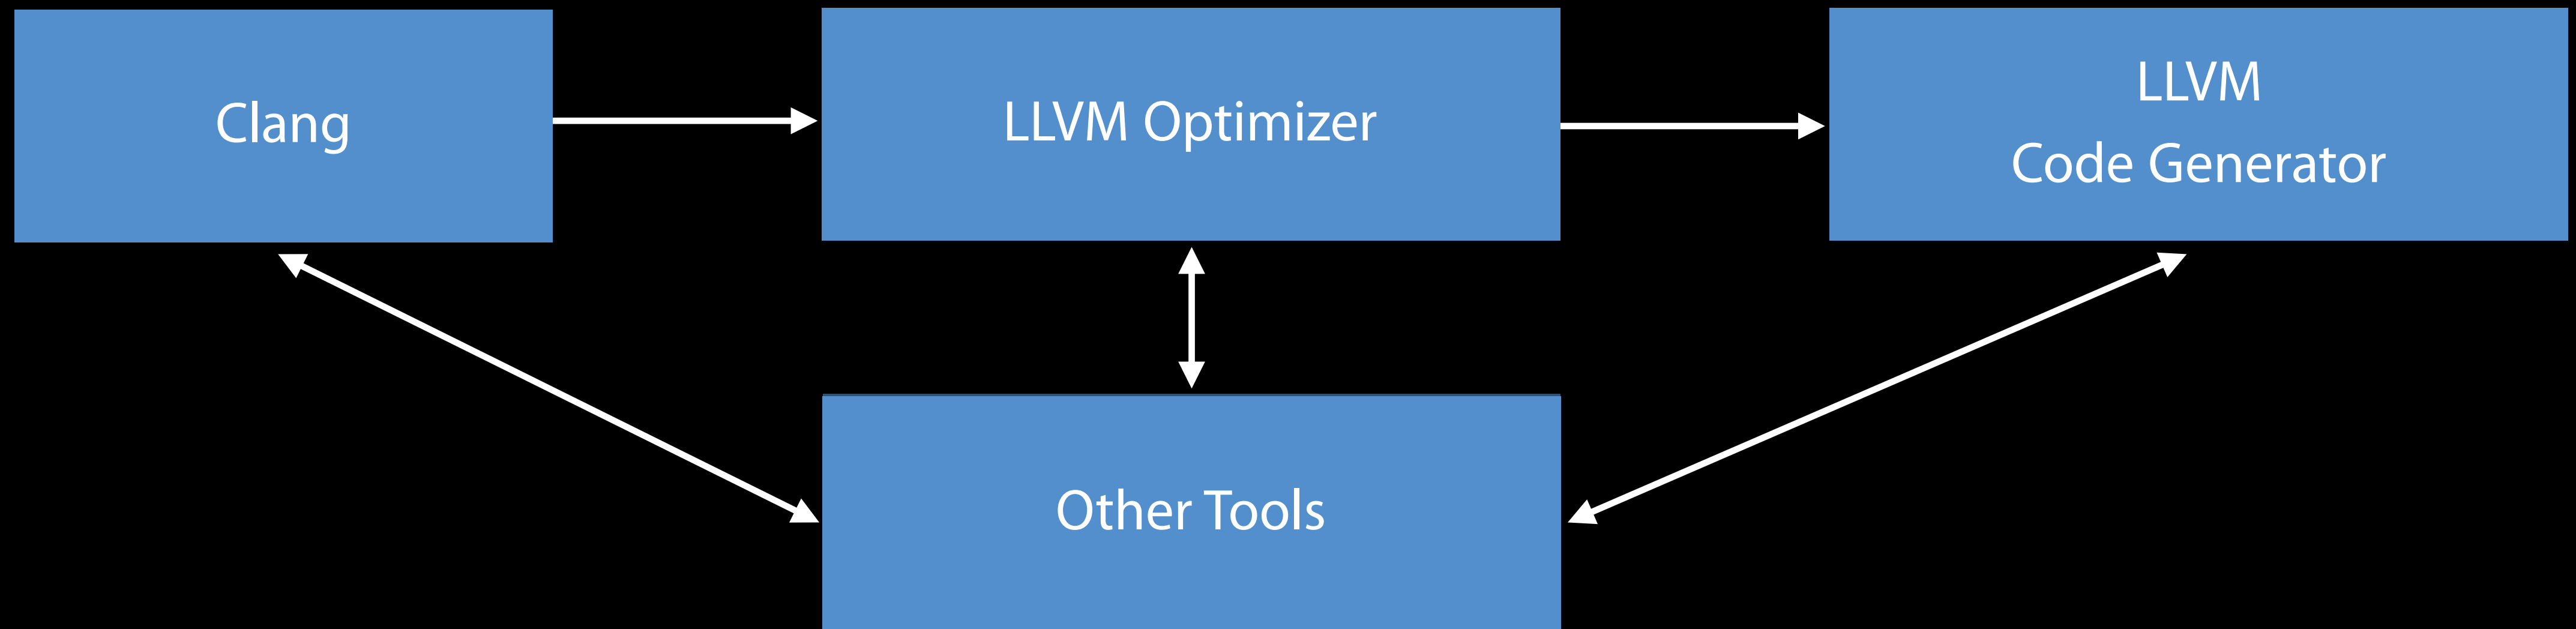 Clang
LLVM Optimizer
LLVM
Code Generator
Other Tools